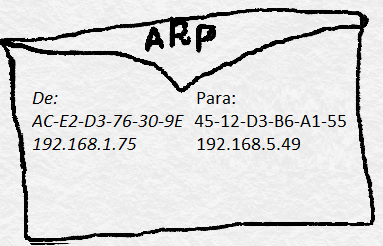 ARP
De: Para:
AC-E2-D3-76-30-9E 45-12-D3-B6-A1-55
192.168.1.75 192.168.5.49